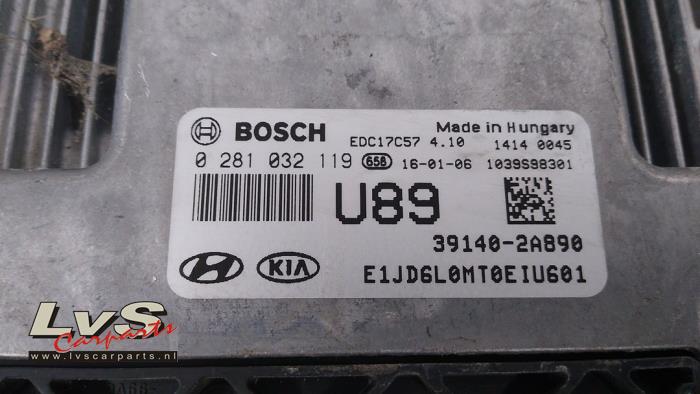 BOSCH
EDC17C57 4.10
Made in Hungary
1414 0045
0 281 032 119 658 16-01-06 1039S98301
U89
39140-2A890
KIA
E1JD6L0MT0EIU601
LvS
Carparts
www.lvscarparts.nl